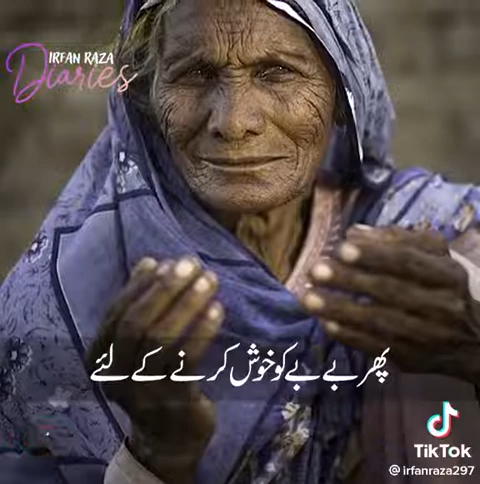 IRFAN RAZA
Diaries
پھر بے بے کو خوش کرنے کے لئے
TikTok
@irfanraza297